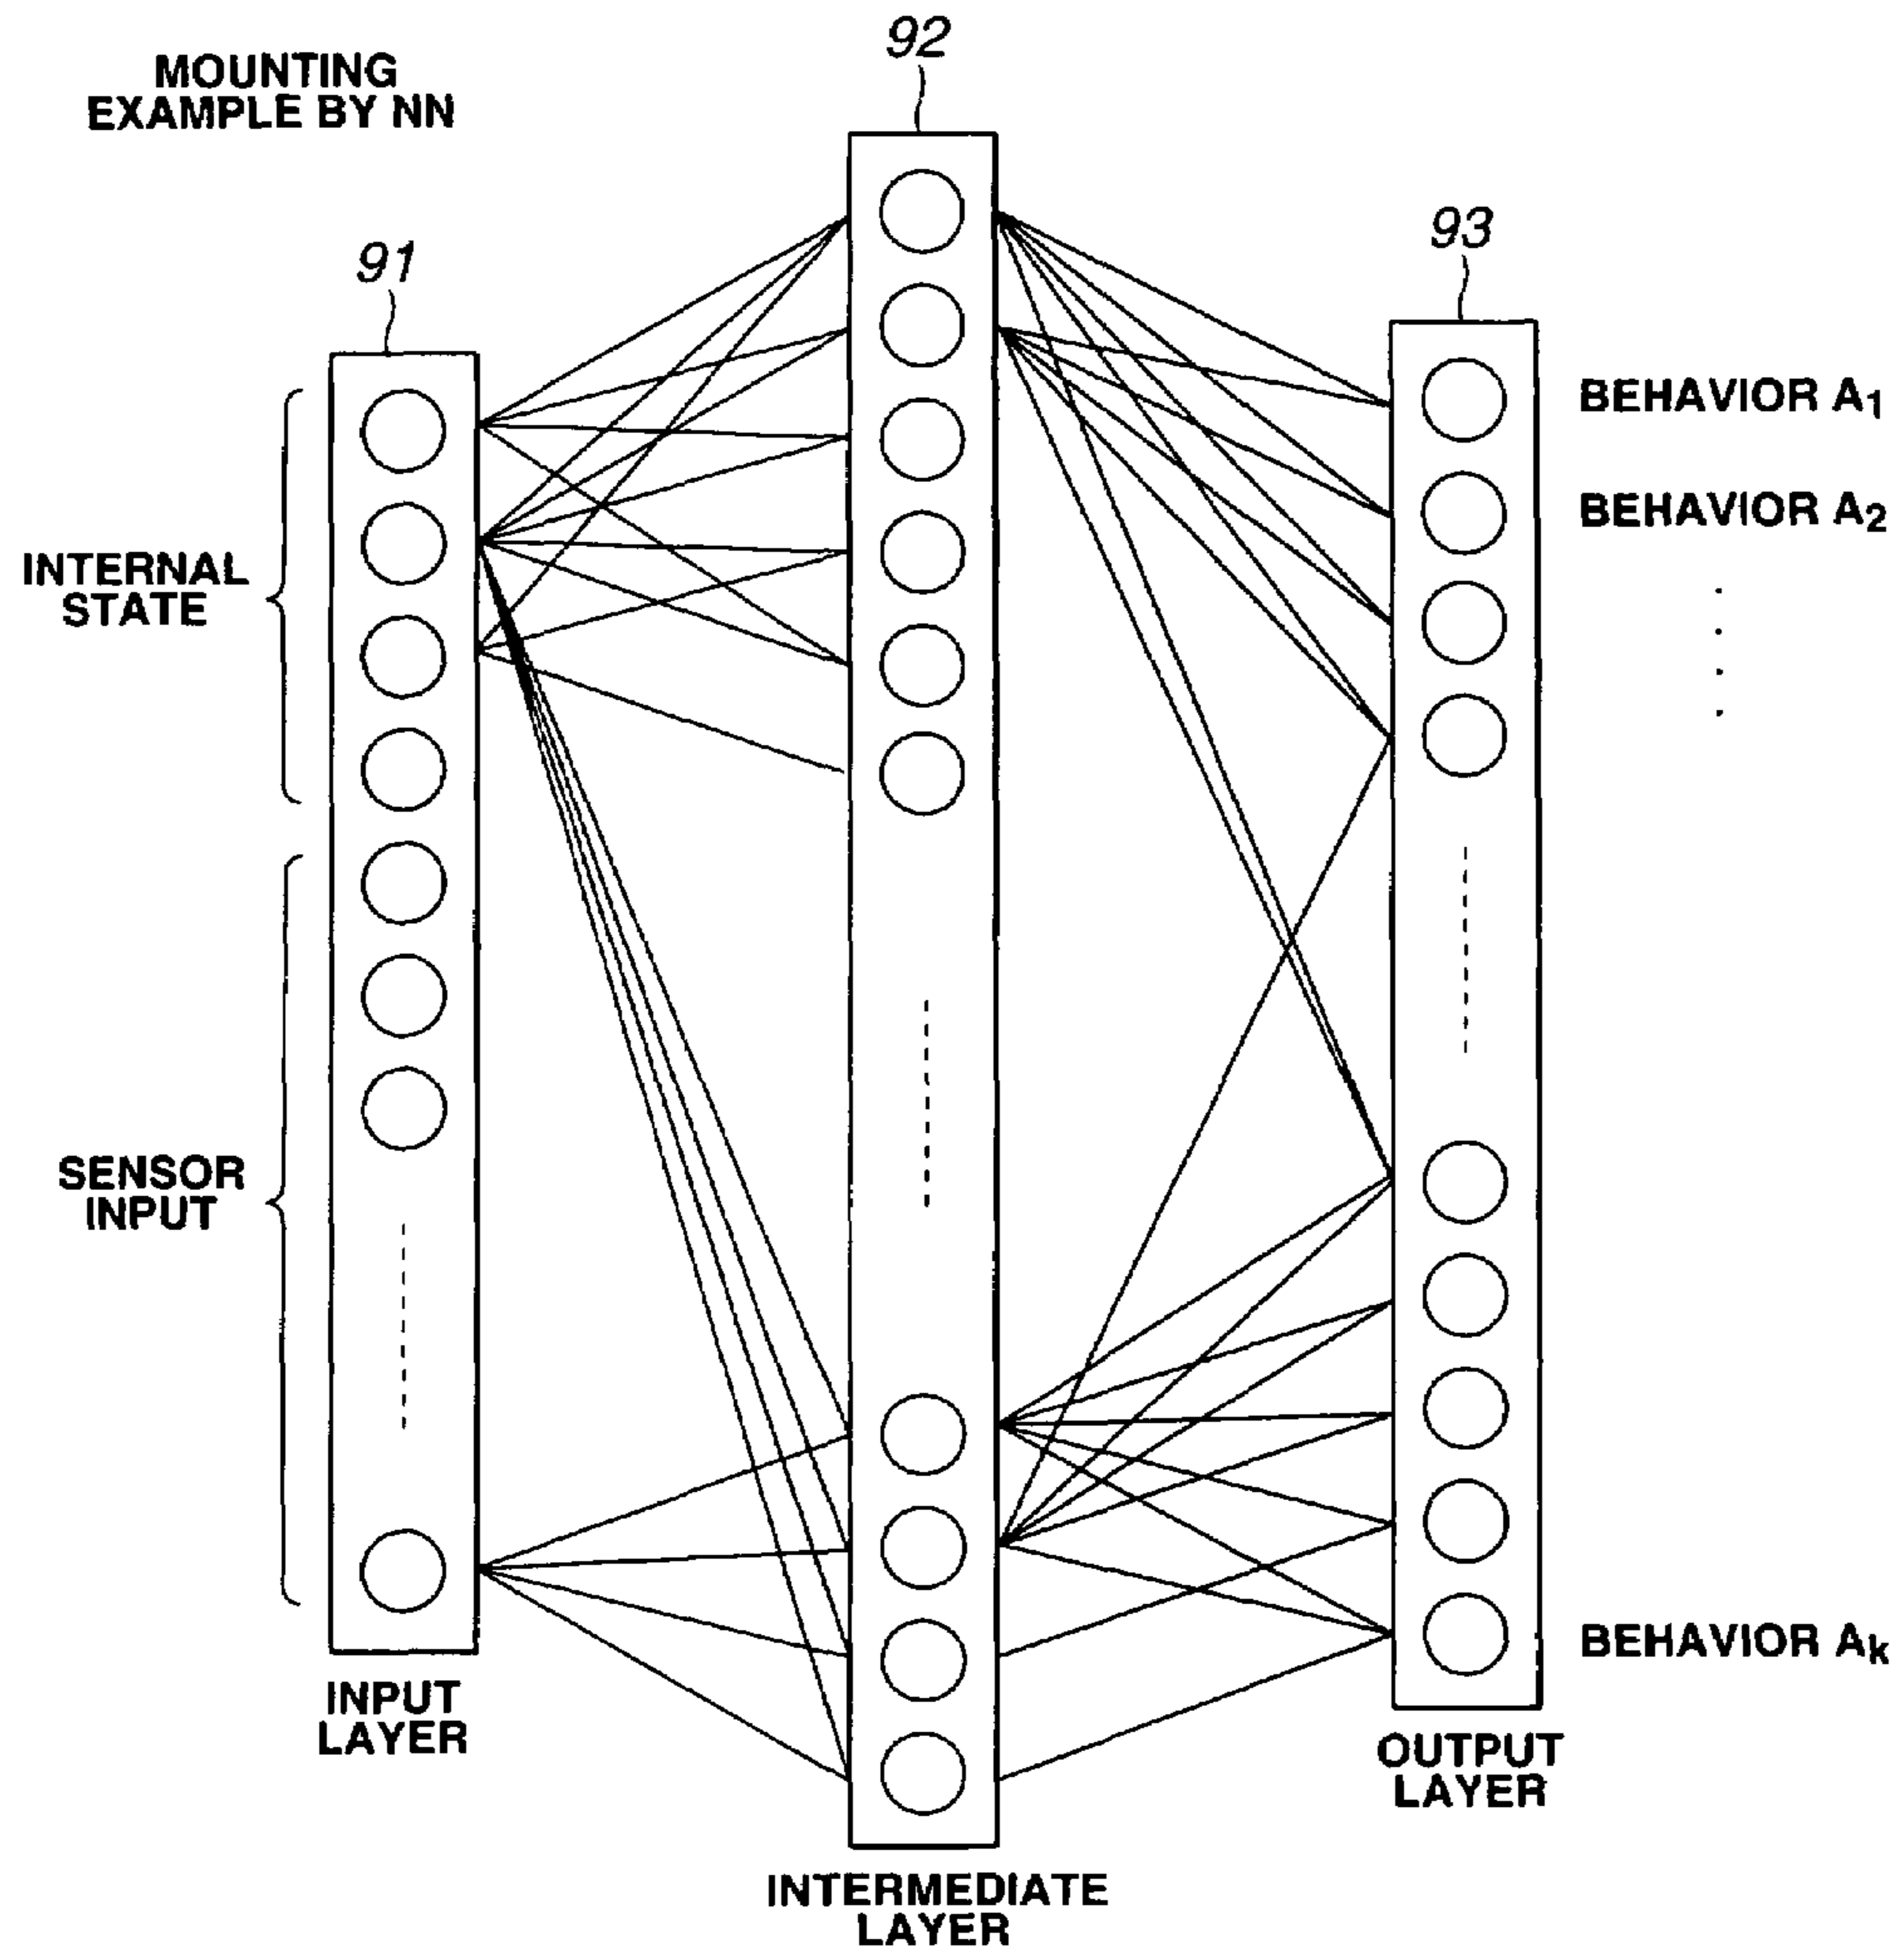 MOUNTING
EXAMPLE BY NN
92
91
93
BEHAVIOR A1
BEHAVIOR A2
INTERNAL
STATE
SENSOR
INPUT
BEHAVIOR Ak
INPUT
LAYER
OUTPUT
LAYER
INTERMEDIATE
LAYER